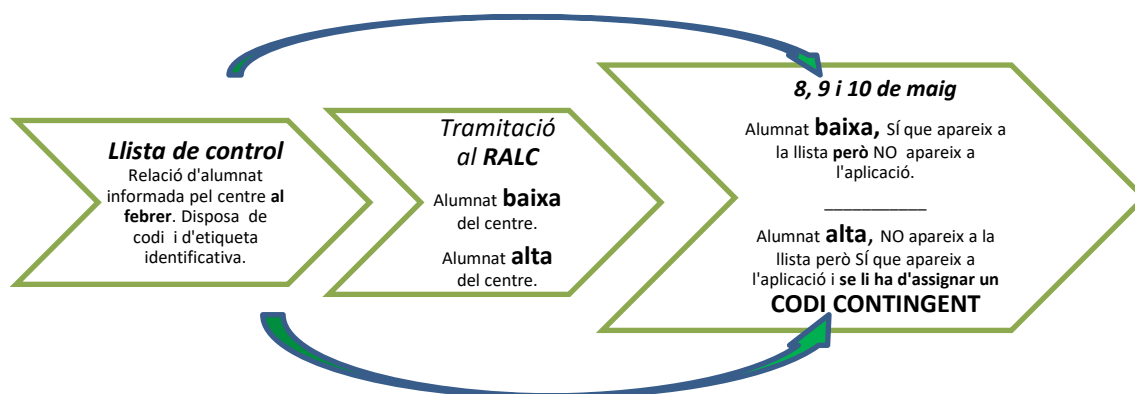 Llista de control
Relació d'alumnat
informada pel centre al
febrer. Disposa de
codi i d'etiqueta
identificativa.
Tramitació
al RALC
Alumnat baixa
del centre.
Alumnat alta
del centre.
8, 9 i 10 de maig
Alumnat baixa, SÍ que apareix a
la llista però NO apareix a
l'aplicació.
___________
Alumnat alta, NO apareix a la
llista però SÍ que apareix a
l'aplicació i se li ha d'assignar un
CODI CONTINGENT